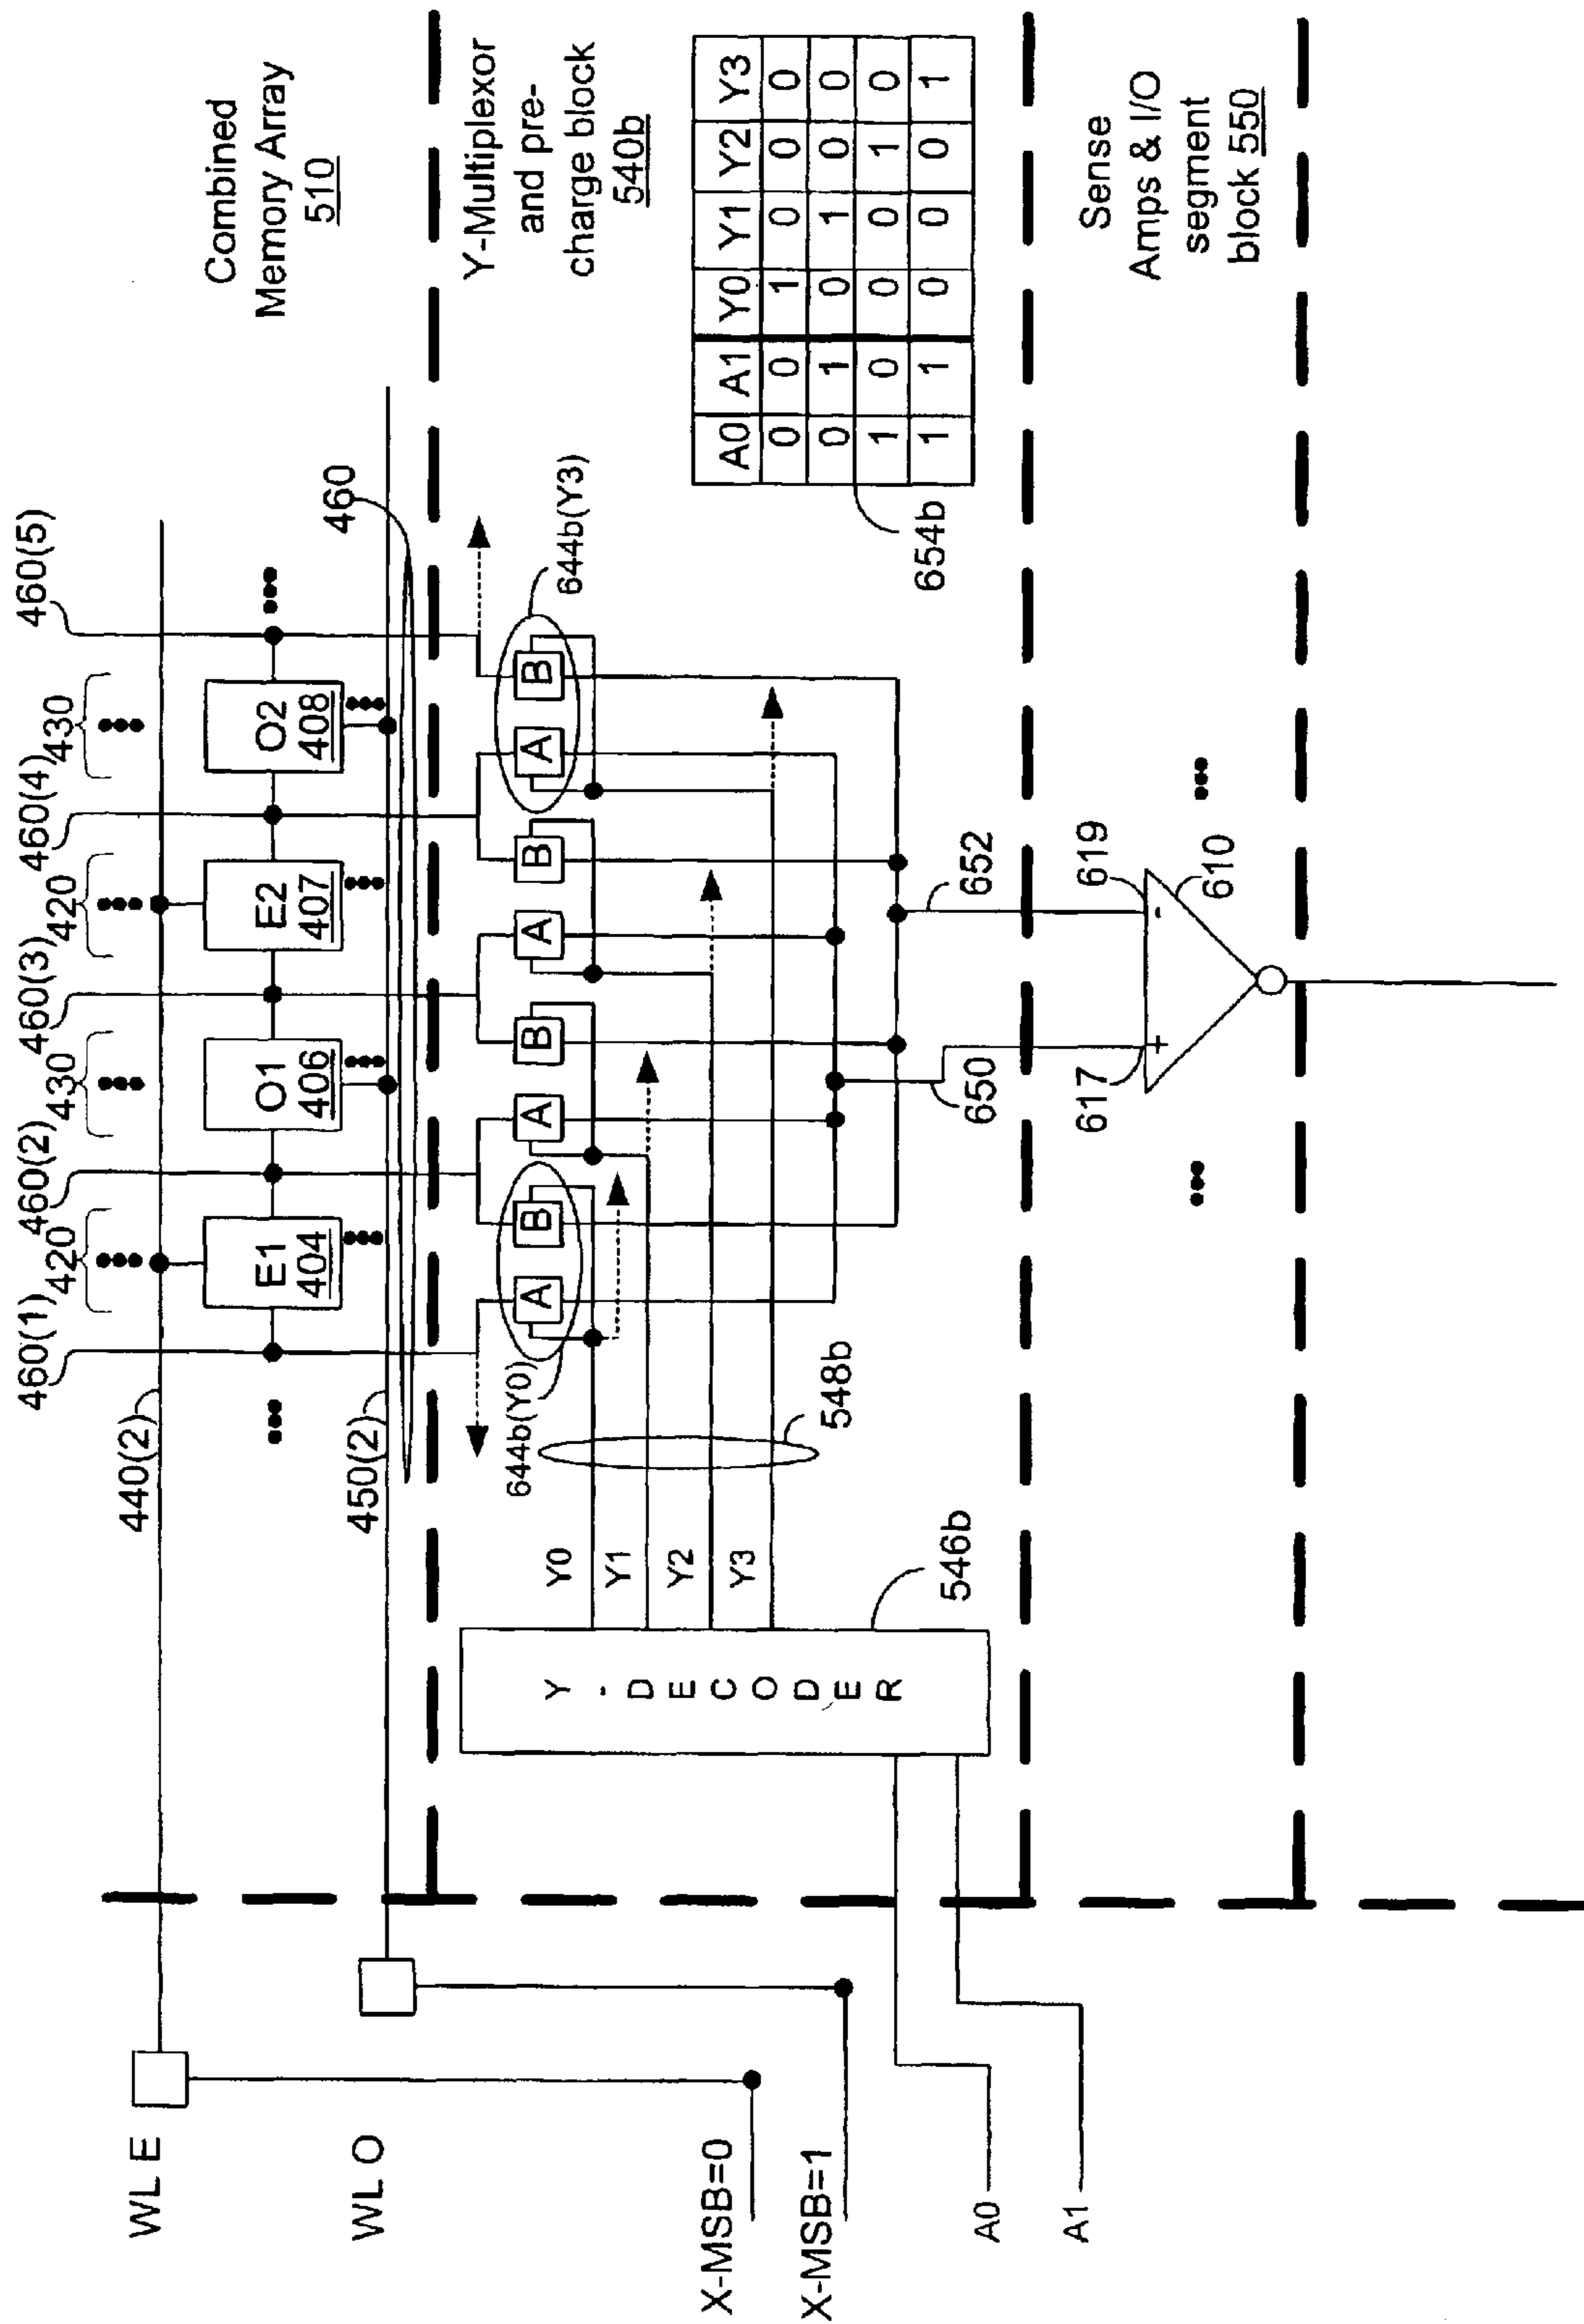 460(1)
420
460(2)
430
460(3)
420
460(4)
430
460(5)
440(2)
WL E
E1
404
O1
406
E2
407
O2
408
Combined
Memory Array
510
450(2)
WL O
460
644b(Y0)
A B A B A B A B
644b(Y3)
Y-Multiplexor
and pre-
charge block
540b
Y0
Y1
Y2
Y3
548b
Y-DECODER
546b
X-MSB=0
X-MSB=1
A0
A1
A0 A1 Y0 Y1 Y2 Y3
0 0 1 0 0 0
0 1 0 1 0 0
1 0 0 0 1 0
1 1 0 0 0 1
654b
650
652
617
+
-
619
610
Sense
Amps & I/O
segment
block 550